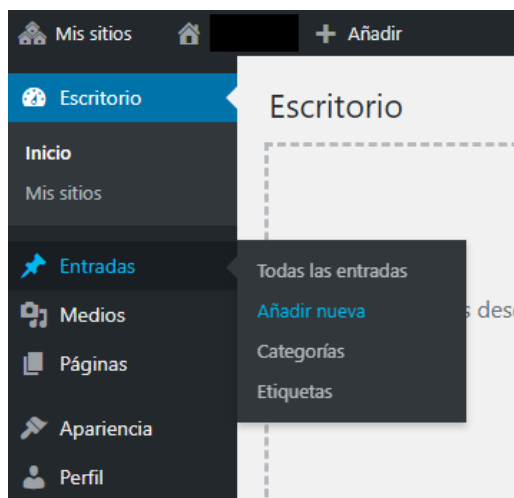 Mis sitios
Añadir
Escritorio
Escritorio
Inicio
Mis sitios
Entradas
Todas las entradas
Añadir nueva
Categorías
Etiquetas
Medios
Páginas
Apariencia
Perfil